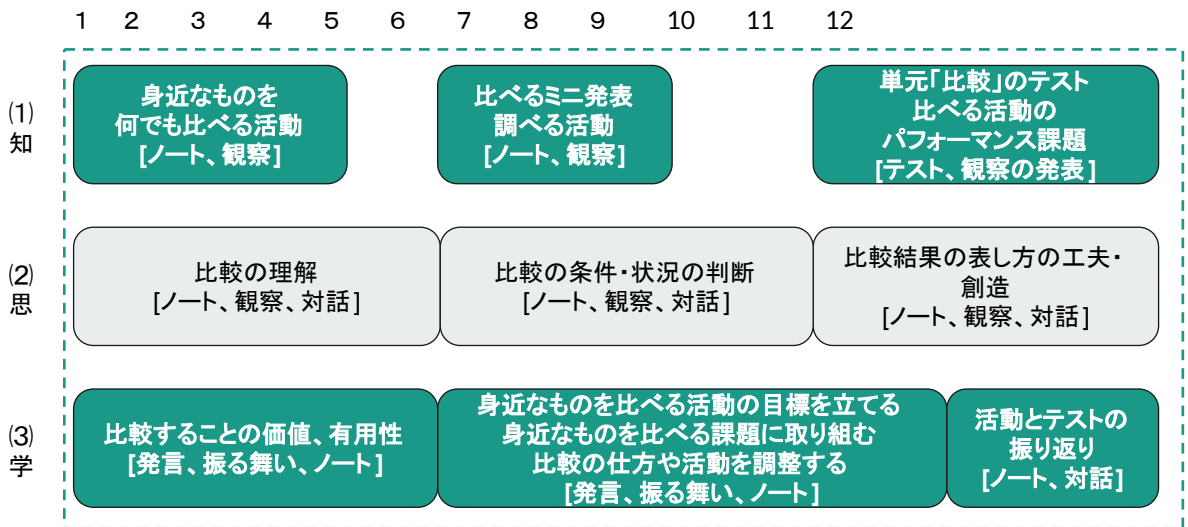 1 2 3 4 5 6 7 8 9 10 11 12
⑴
知
身近なものを
何でも比べる活動
[ノート、観察]
比べるミニ発表
調べる活動
[ノート、観察]
単元「比較」のテスト
比べる活動の
パフォーマンス課題
[テスト、観察の発表]
⑵
思
比較の理解
[ノート、観察、対話]
比較の条件・状況の判断
[ノート、観察、対話]
比較結果の表し方の工夫・
創造
[ノート、観察、対話]
⑶
学
比較することの価値、有用性
[発言、振る舞い、ノート]
身近なものを比べる活動の目標を立てる
身近なものを比べる課題に取り組む
比較の仕方や活動を調整する
[発言、振る舞い、ノート]
活動とテストの
振り返り
[ノート、対話]